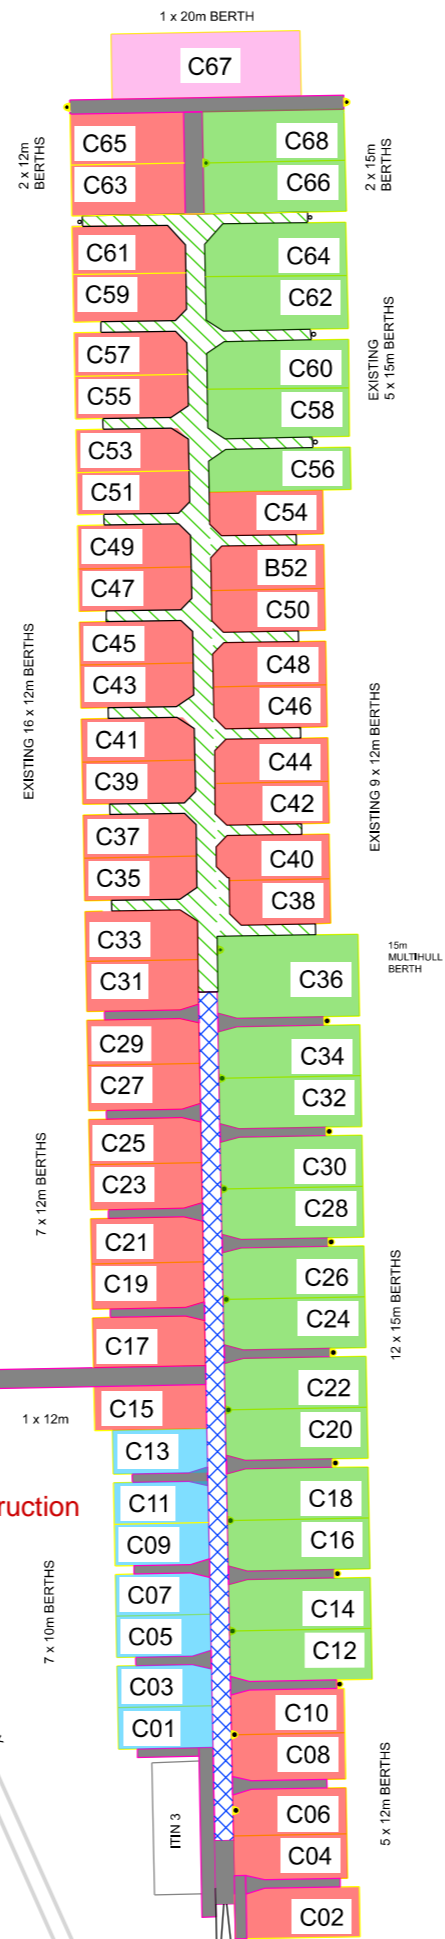 1 x 20m BERTH
C67
2 x 12m
BERTHS
C65
C68
2 x 15m
BERTHS
C63
C66
C61
C64
C59
C62
EXISTING
5 x 15m BERTHS
C57
C60
C55
C58
C53
C56
C51
C54
C49
B52
C47
C50
EXISTING 16 x 12m BERTHS
C45
C48
C43
C46
EXISTING 9 x 12m BERTHS
C41
C44
C39
C42
C37
C40
C35
C38
C33
C36
15m
MULTIHULL
BERTH
C31
C29
C34
C27
C32
7 x 12m BERTHS
C25
C30
C23
C28
C21
C26
C19
C24
12 x 15m BERTHS
C17
C22
1 x 12m
C15
C20
C13
C18
ruction
C11
C16
C09
7 x 10m BERTHS
C07
C14
C05
C12
C03
C10
C01
C08
5 x 12m BERTHS
ITIN 3
C06
C04
C02